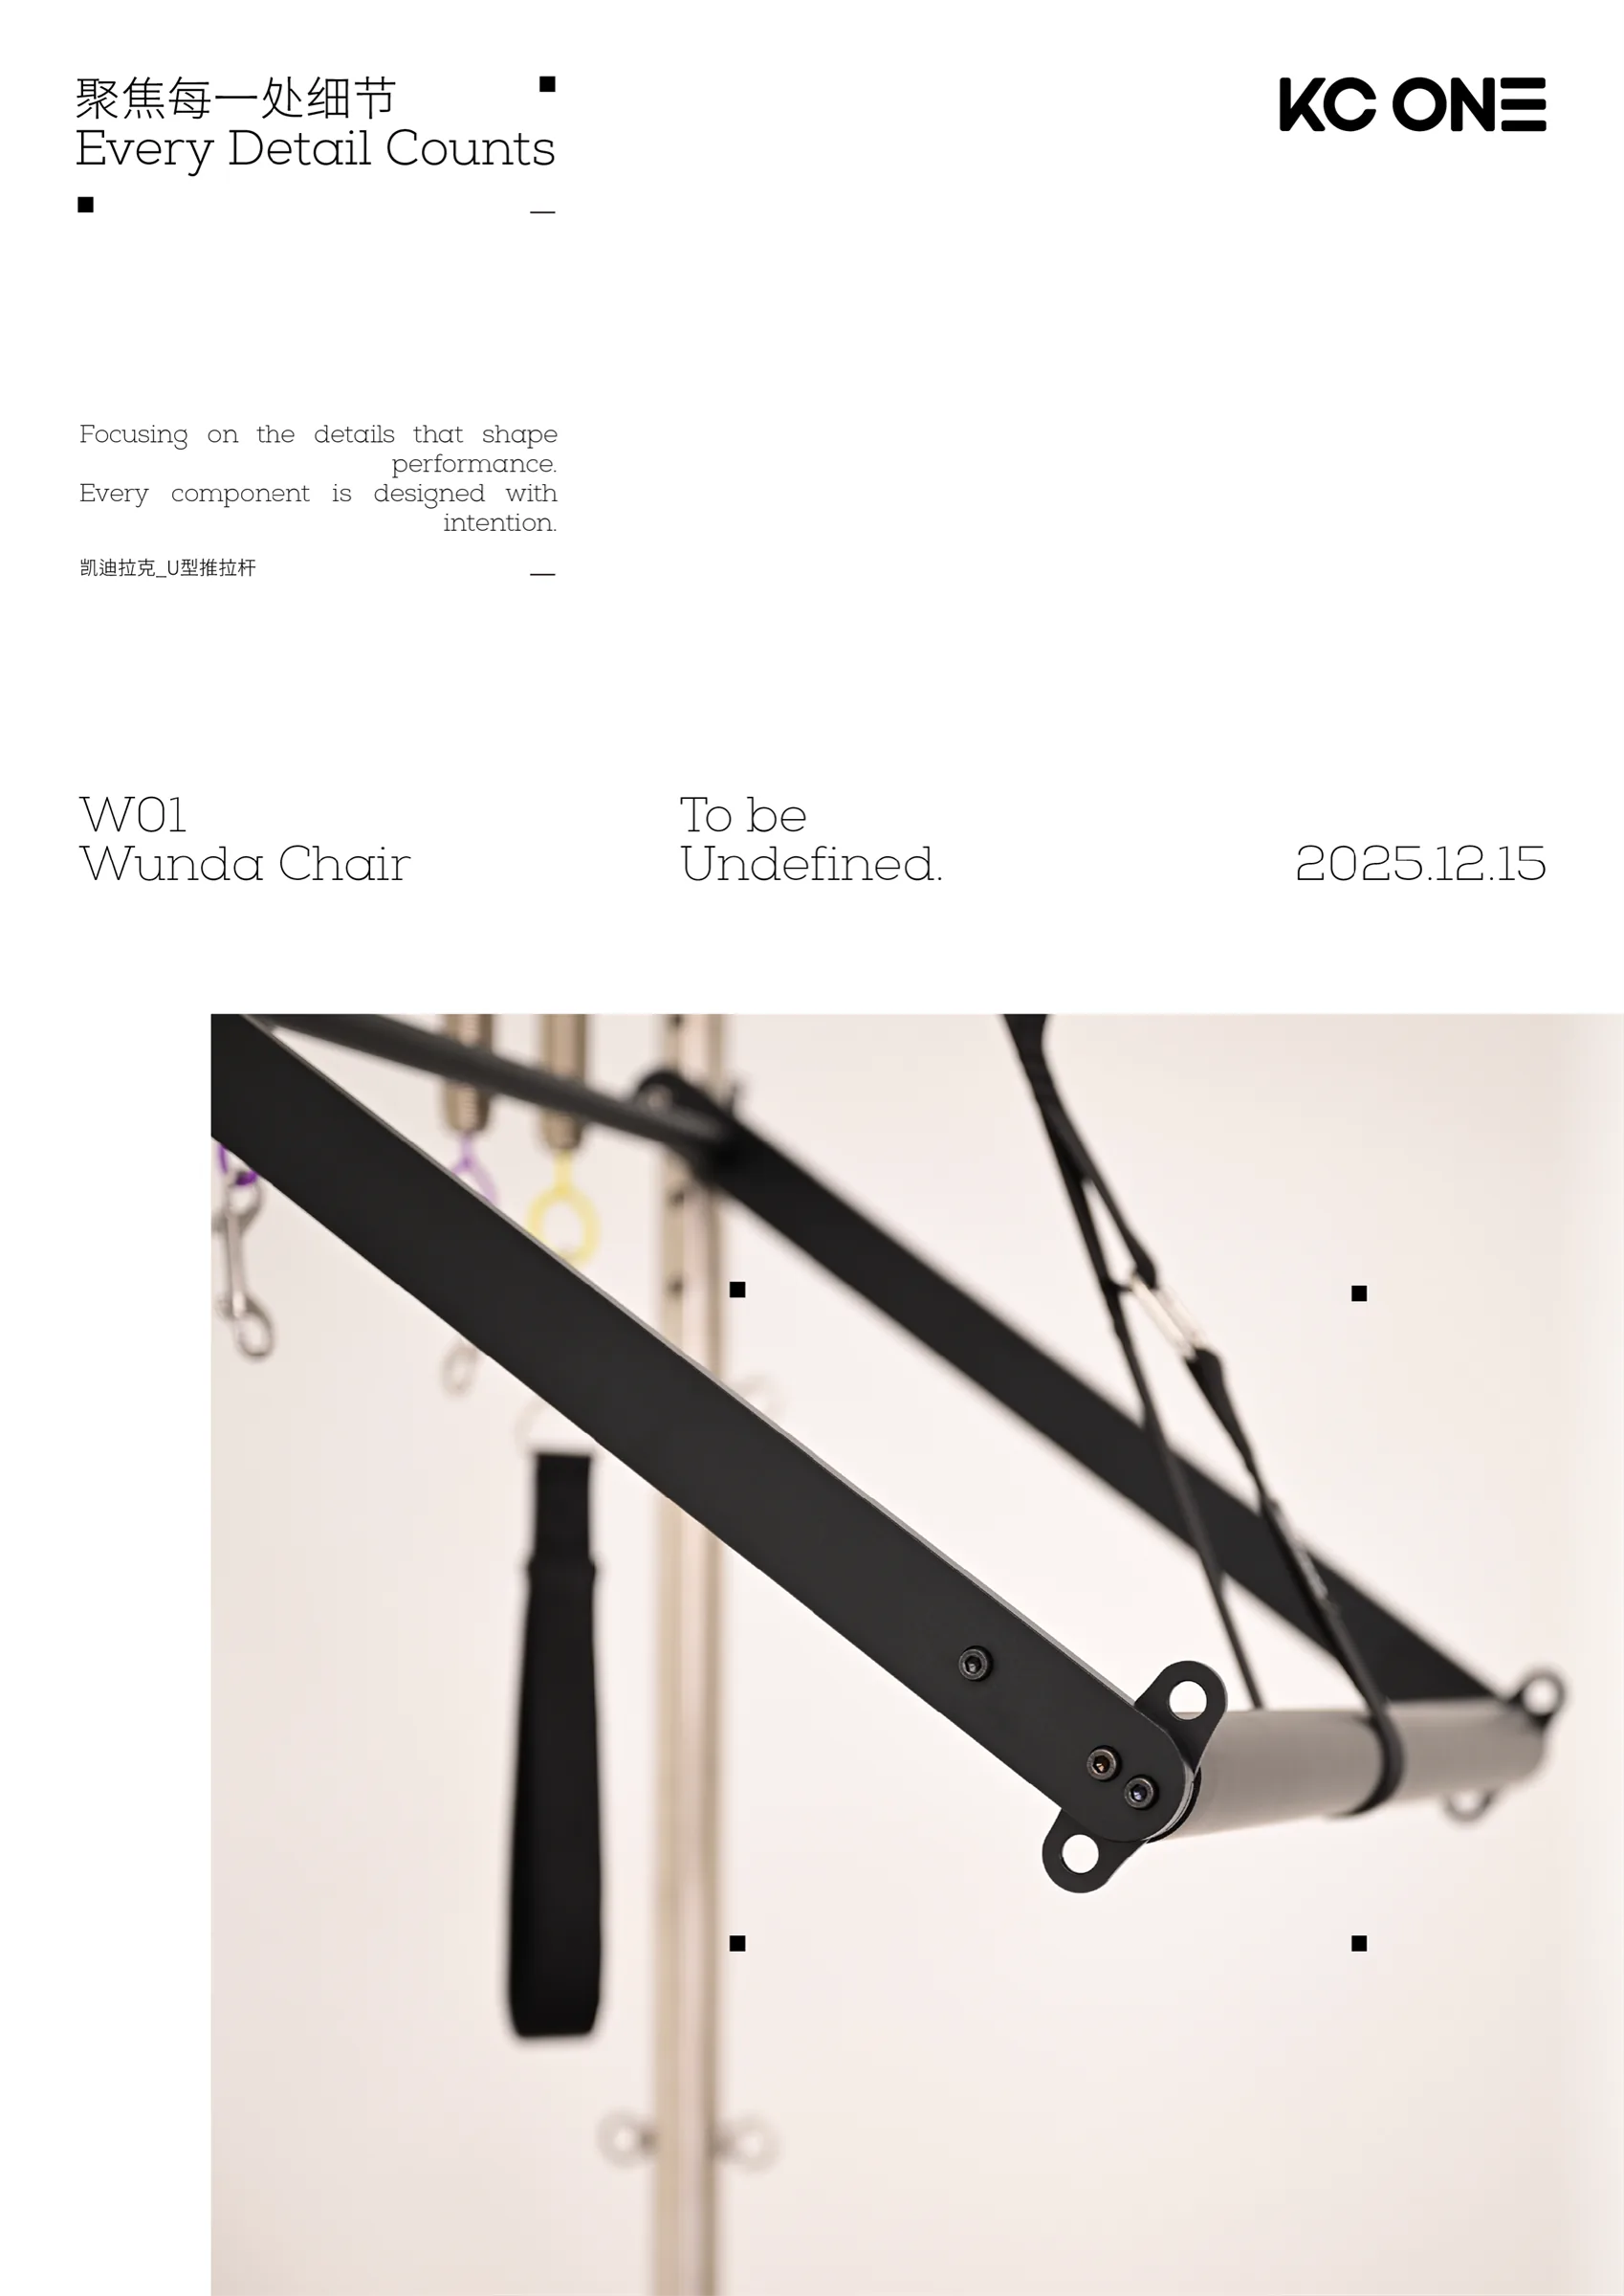 聚焦每一处细节
Every Detail Counts
KC ONE
Focusing on the details that shape
performance.
Every component is designed with
intention.
凯迪拉克_U型推拉杆
W01
Wunda Chair
To be
Undefined.
2025.12.15